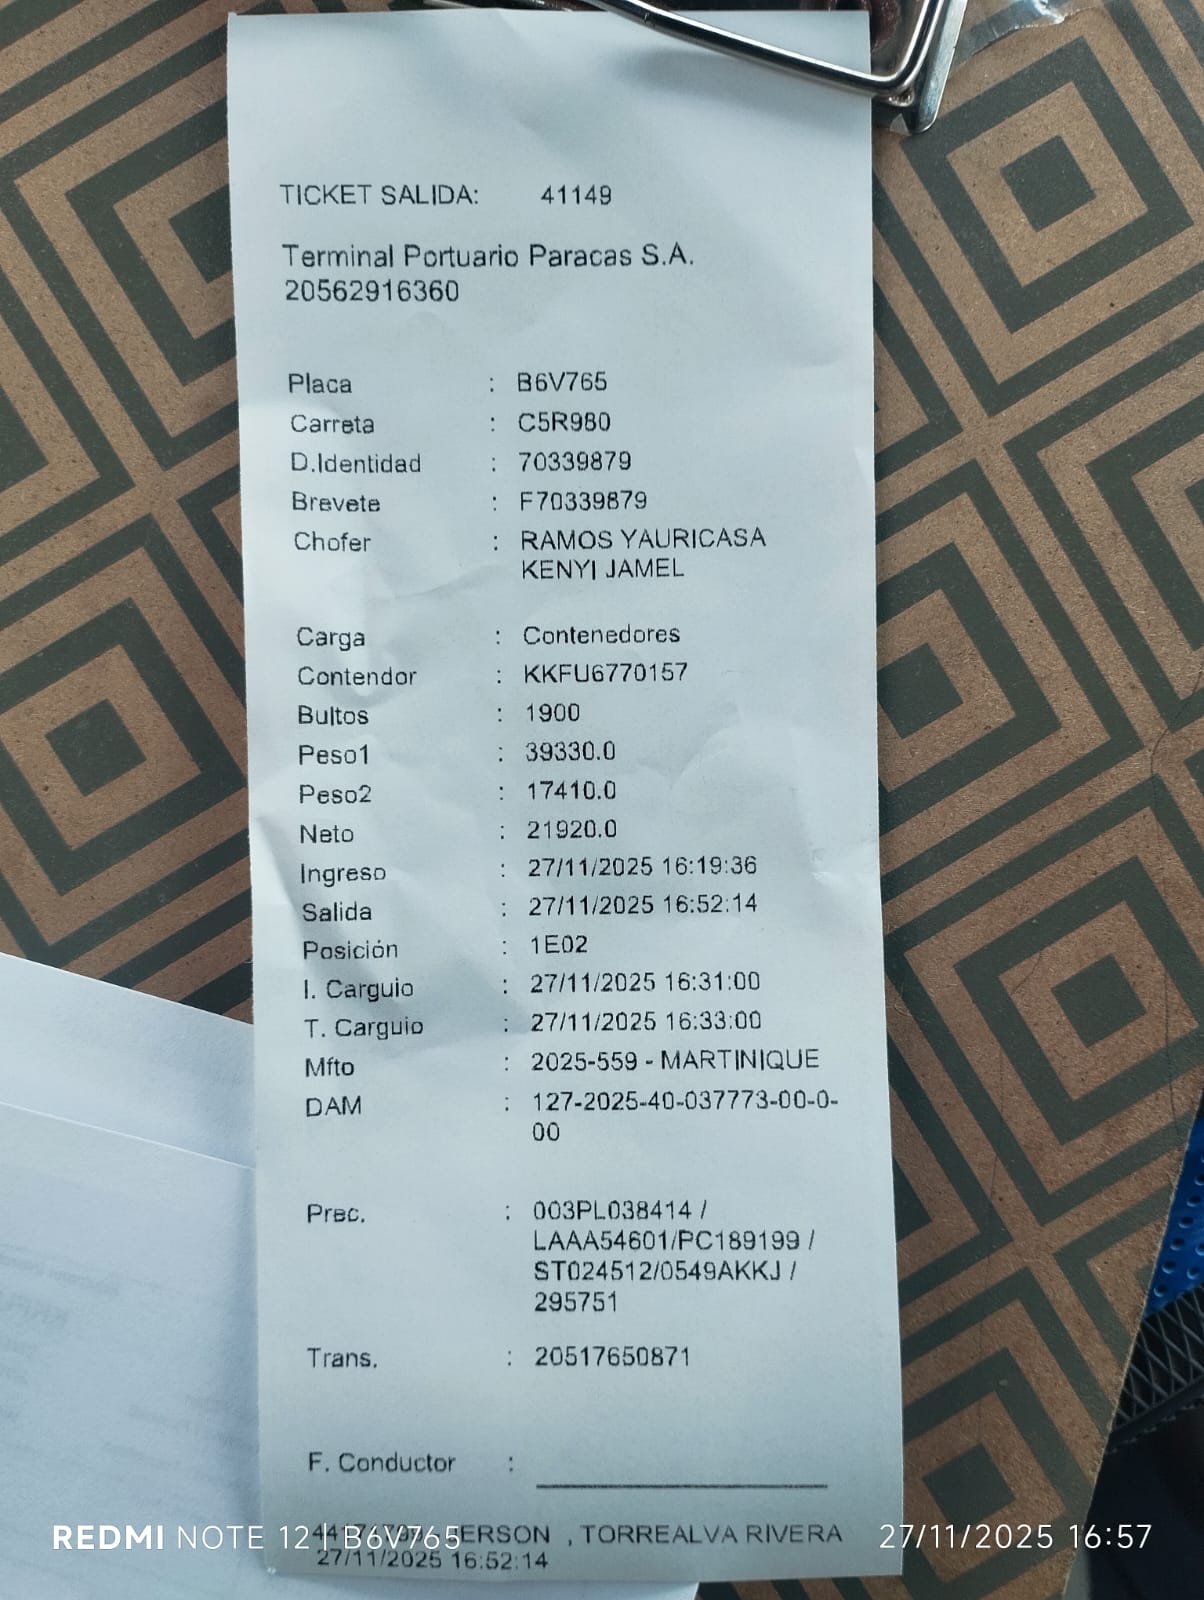 TICKET SALIDA: 41149
Terminal Portuario Paracas S.A.
20562916360
Placa : B6V765
Carreta : C5R980
D.Identidad : 70339879
Brevete : F70339879
Chofer : RAMOS YAURICASA
KENYI JAMEL
Carga : Contenedores
Contendor : KKFU6770157
Bultos : 1900
Peso1 : 39330.0
Peso2 : 17410.0
Neto : 21920.0
Ingreso : 27/11/2025 16:19:36
Salida : 27/11/2025 16:52:14
Posición : 1E02
I. Carguio : 27/11/2025 16:31:00
T. Carguio : 27/11/2025 16:33:00
Mfto : 2025-559 - MARTINIQUE
DAM : 127-2025-40-037773-00-0-
00
Prec. : 003PL038414 /
LAAA54601/PC189199 /
ST024512/0549AKKJ /
295751
Trans. : 20517650871
F. Conductor :
, TORREALVA RIVERA
27/11/2025 16:52:14
REDMI NOTE 12 | B6V765
27/11/2025 16:57